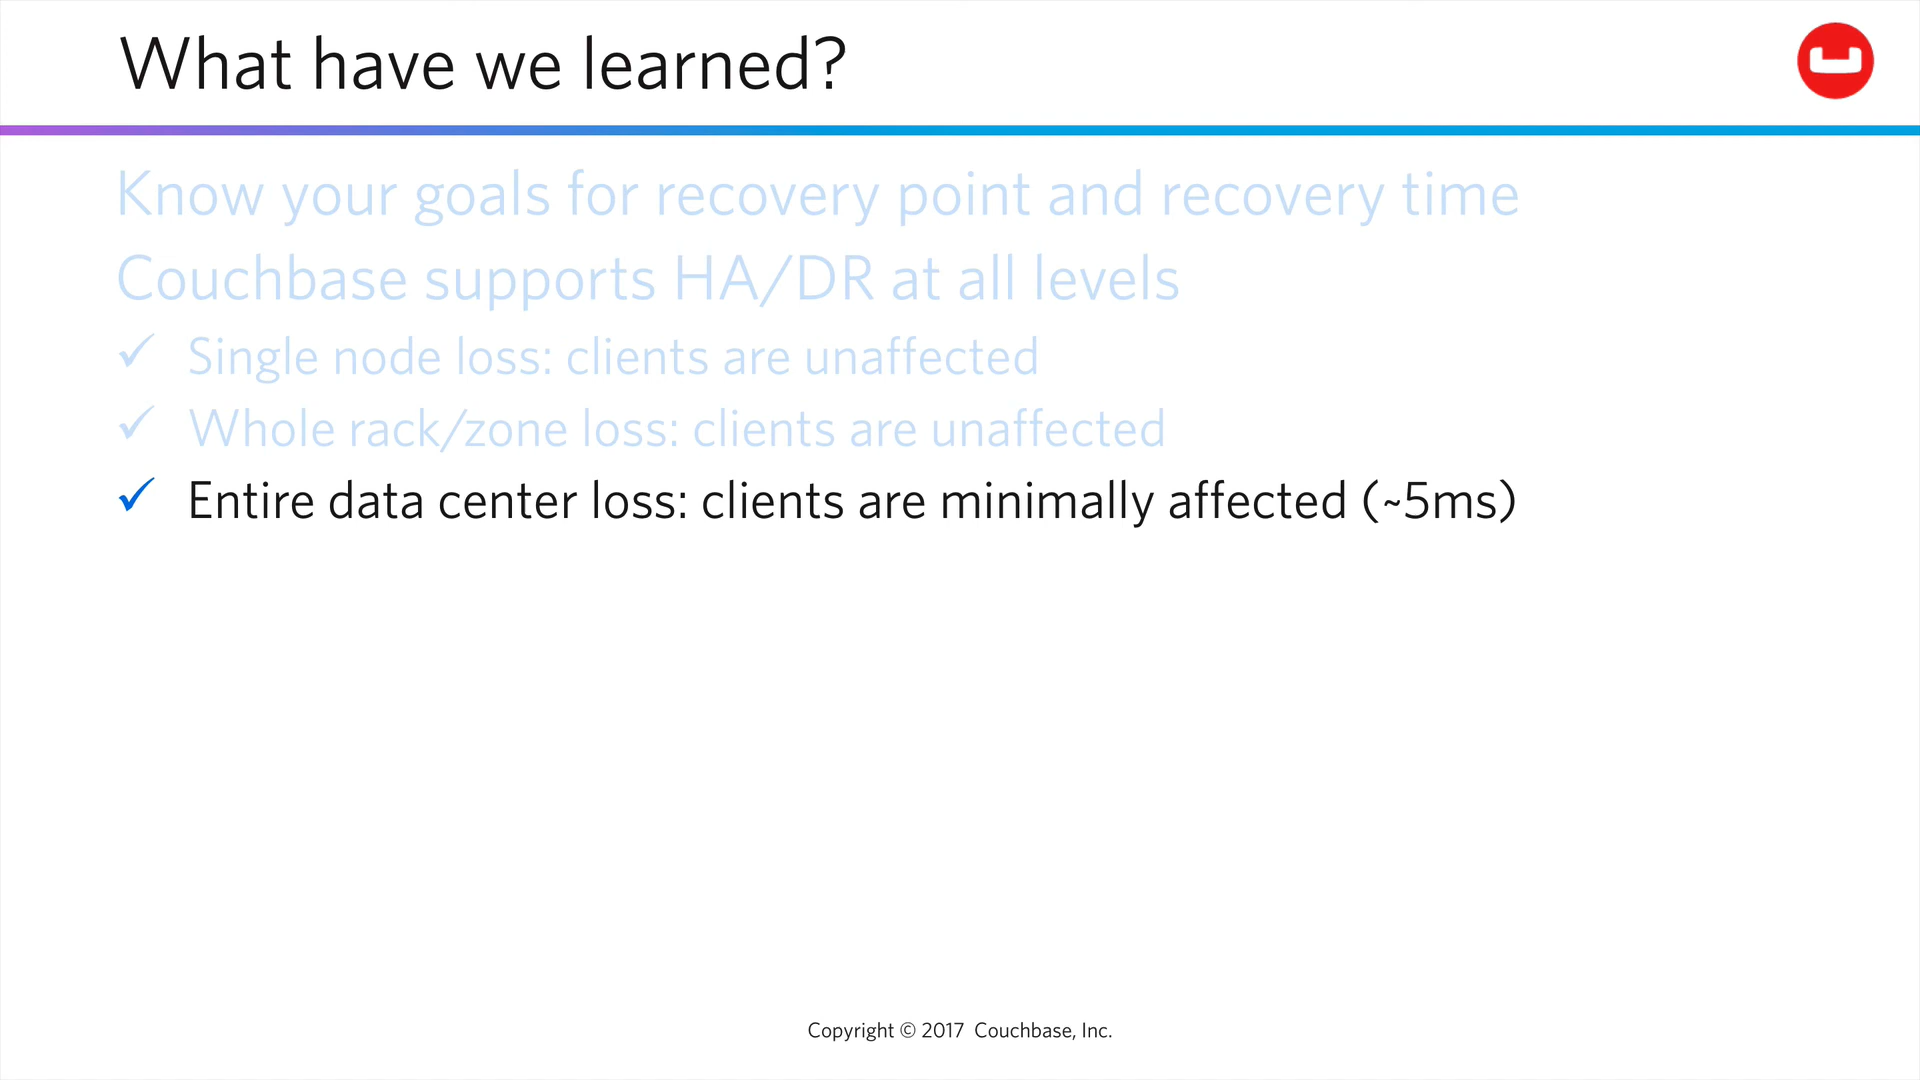 What have we learned?
Know your goals for recovery point and recovery time
Couchbase supports HA/DR at all levels
✓ Single node loss: clients are unaffected
✓ Whole rack/zone loss: clients are unaffected
✓ Entire data center loss: clients are minimally affected (~5ms)
Copyright © 2017 Couchbase, Inc.